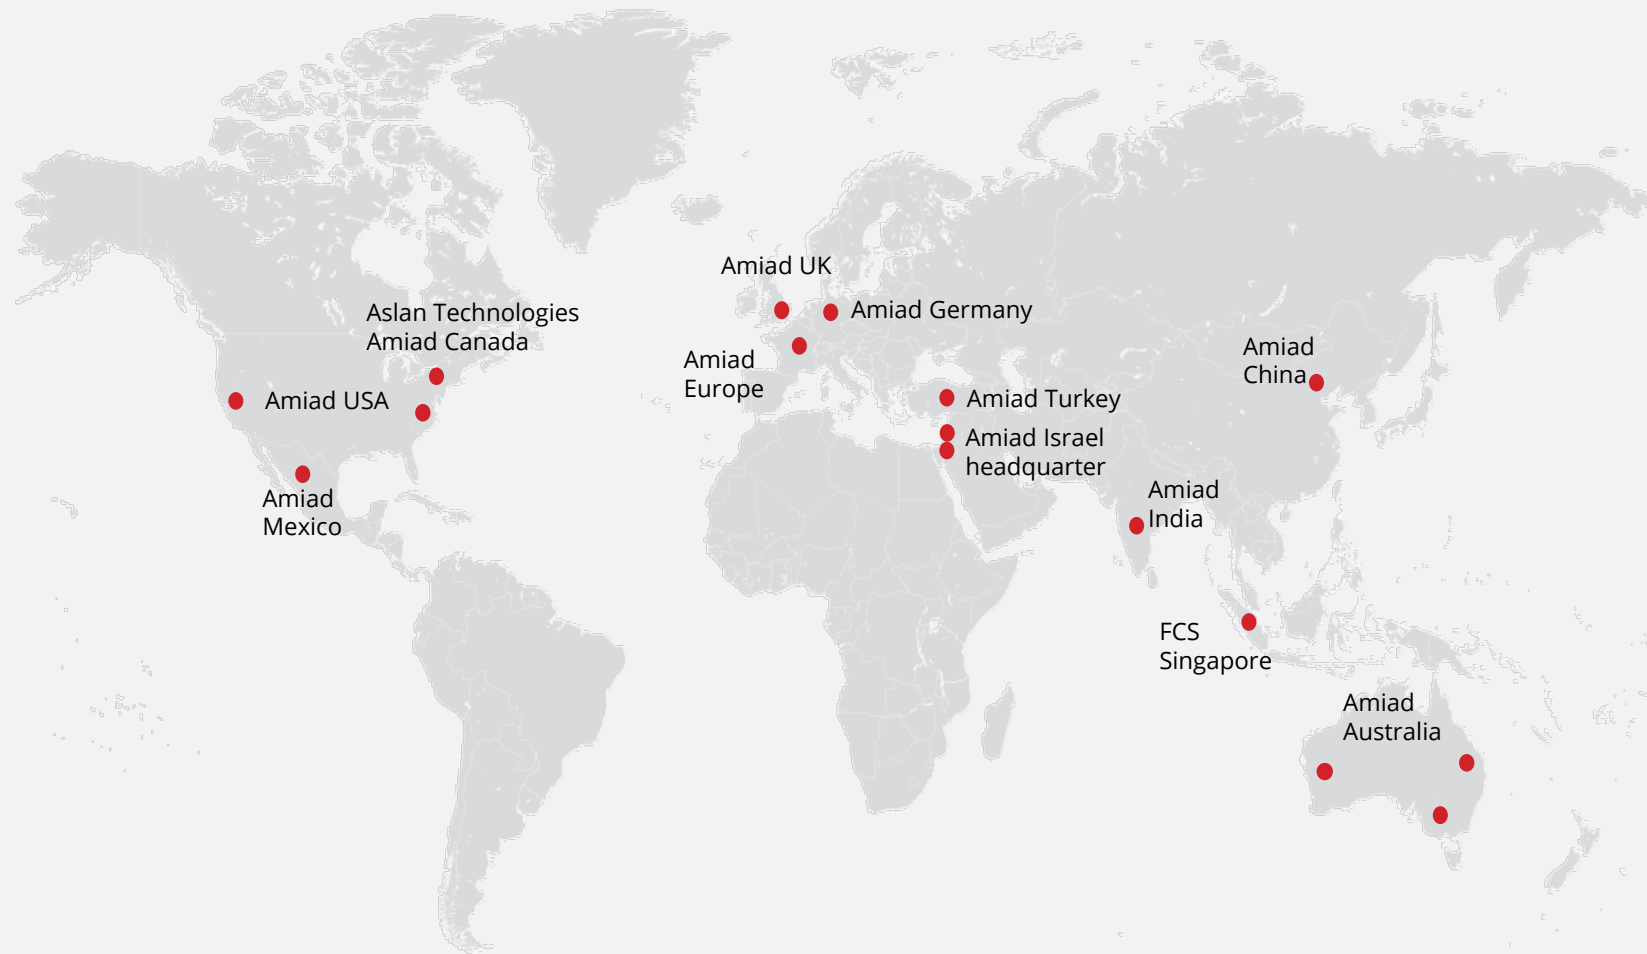 Amiad UK
Aslan Technologies
Amiad Canada
Amiad Germany
Amiad
Europe
Amiad
China
Amiad USA
Amiad Turkey
Amiad Israel
headquarter
Amiad
Mexico
Amiad
India
FCS
Singapore
Amiad
Australia